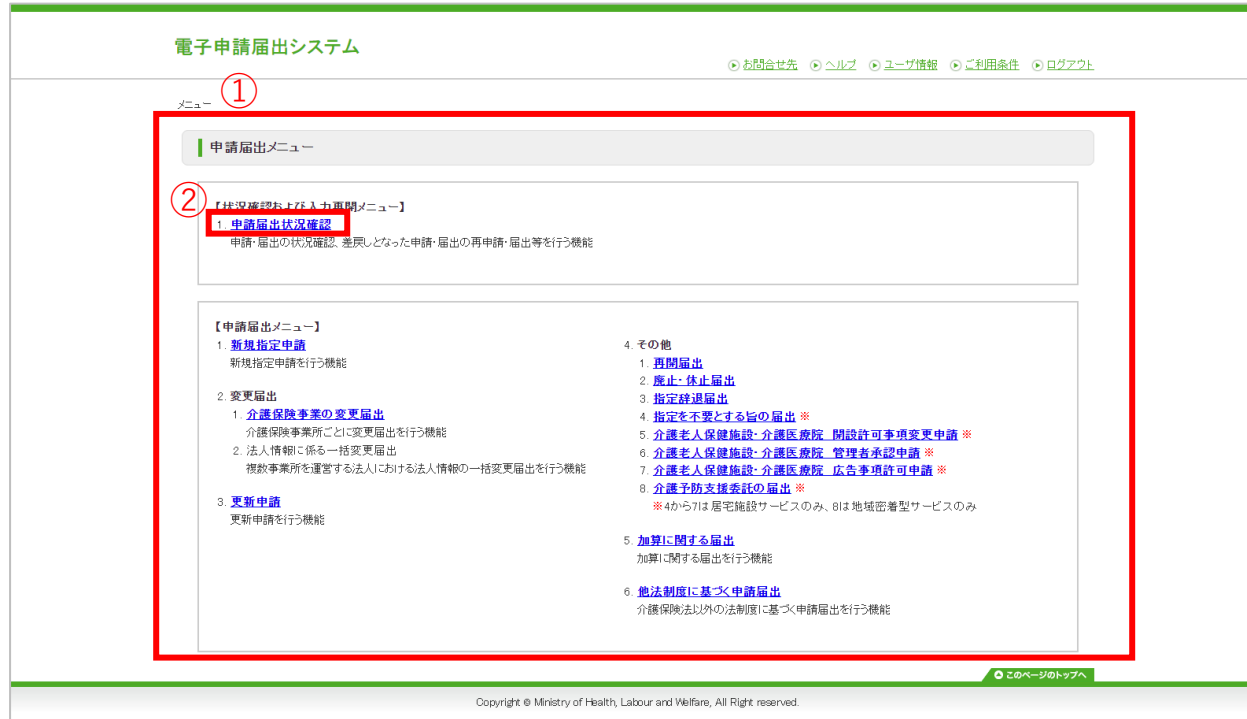 電子申請届出システム
お問合せ先 ヘルプ ユーザ情報 ご利用条件 ログアウト
メニュー
①
申請届出メニュー
②
【状況確認および入力再開メニュー】
1. 申請届出状況確認
申請・届出の状況確認、差戻しとなった申請・届出の再申請・届出等を行う機能
【申請届出メニュー】
1. 新規指定申請
新規指定申請を行う機能
2. 変更届出
1. 介護保険事業の変更届出
介護保険事業所ごとに変更届出を行う機能
2. 法人情報に係る一括変更届出
複数事業所を運営する法人における法人情報の一括変更届出を行う機能
3. 更新申請
更新申請を行う機能
4. その他
1. 再開届出
2. 廃止・休止届出
3. 指定辞退届出
4. 指定を不要とする旨の届出 ※
5. 介護老人保健施設・介護医療院 開設許可事項変更申請 ※
6. 介護老人保健施設・介護医療院 管理者承認申請 ※
7. 介護老人保健施設・介護医療院 広告事項許可申請 ※
8. 介護予防支援委託の届出 ※
※4から7は居宅施設サービスのみ、8は地域密着型サービスのみ
5. 加算に関する届出
加算に関する届出を行う機能
6. 他法制度に基づく申請届出
介護保険法以外の法制度に基づく申請届出を行う機能
このページのトップへ
Copyright © Ministry of Health, Labour and Welfare, All Right reserved.